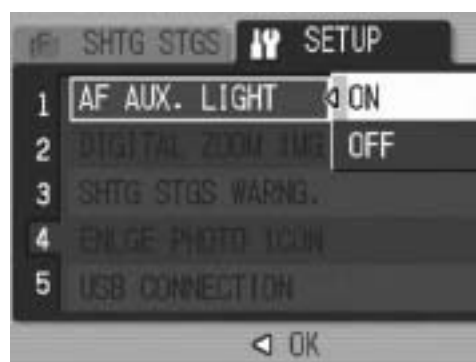 SHTG STGS SETUP
1 AF AUX. LIGHT ON
2 DIGITAL ZOOM IMG OFF
3 SHTG STGS WARNG.
4 ENLGE PHOTO ICON
5 USB CONNECTION
OK